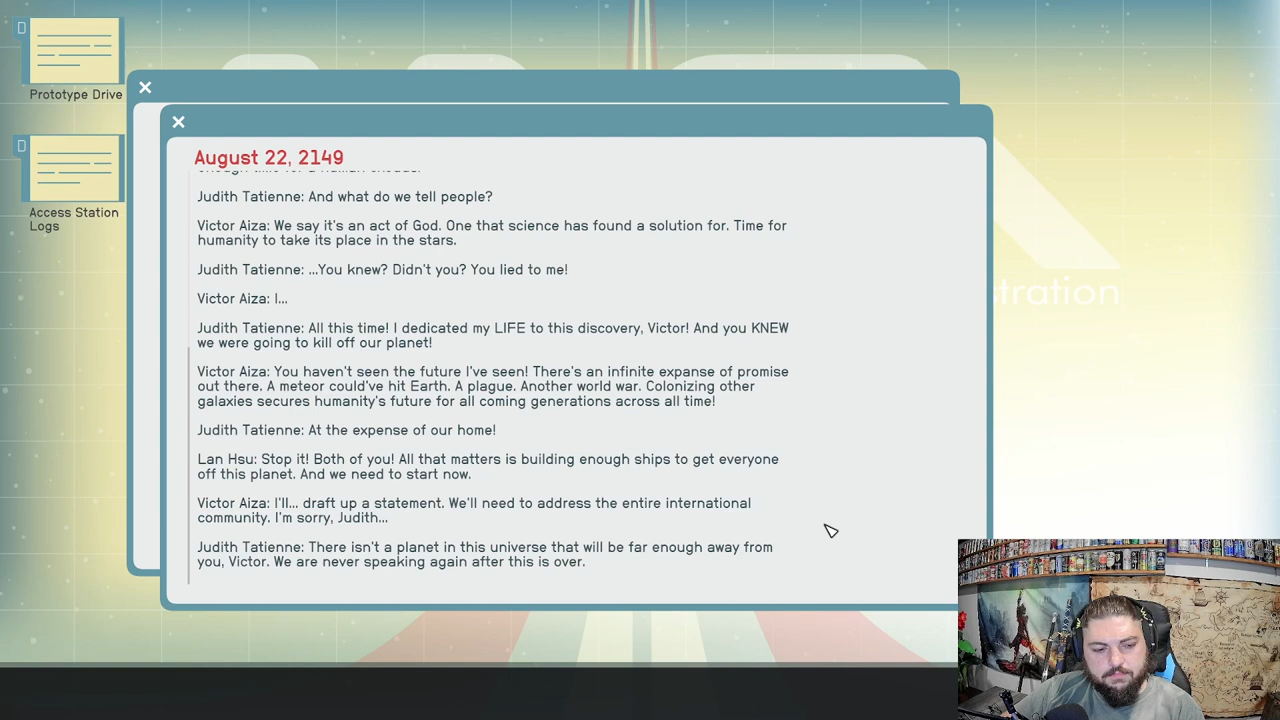 Prototype Drive
Access Station
Logs
August 22, 2149
Judith Tatienne: And what do we tell people?
Victor Aiza: We say it's an act of God. One that science has found a solution for. Time for
humanity to take its place in the stars.
Judith Tatienne: ...You knew? Didn't you? You lied to me!
Victor Aiza: I...
Judith Tatienne: All this time! I dedicated my LIFE to this discovery, Victor! And you KNEW
we were going to kill off our planet!
Victor Aiza: You haven't seen the future I've seen! There's an infinite expanse of promise
out there. A meteor could've hit Earth. A plague. Another world war. Colonizing other
galaxies secures humanity's future for all coming generations across all time!
Judith Tatienne: At the expense of our home!
Lan Hsu: Stop it! Both of you! All that matters is building enough ships to get everyone
off this planet. And we need to start now.
Victor Aiza: I'll... draft up a statement. We'll need to address the entire international
community. I'm sorry, Judith...
Judith Tatienne: There isn't a planet in this universe that will be far enough away from
you, Victor. We are never speaking again after this is over.
stration